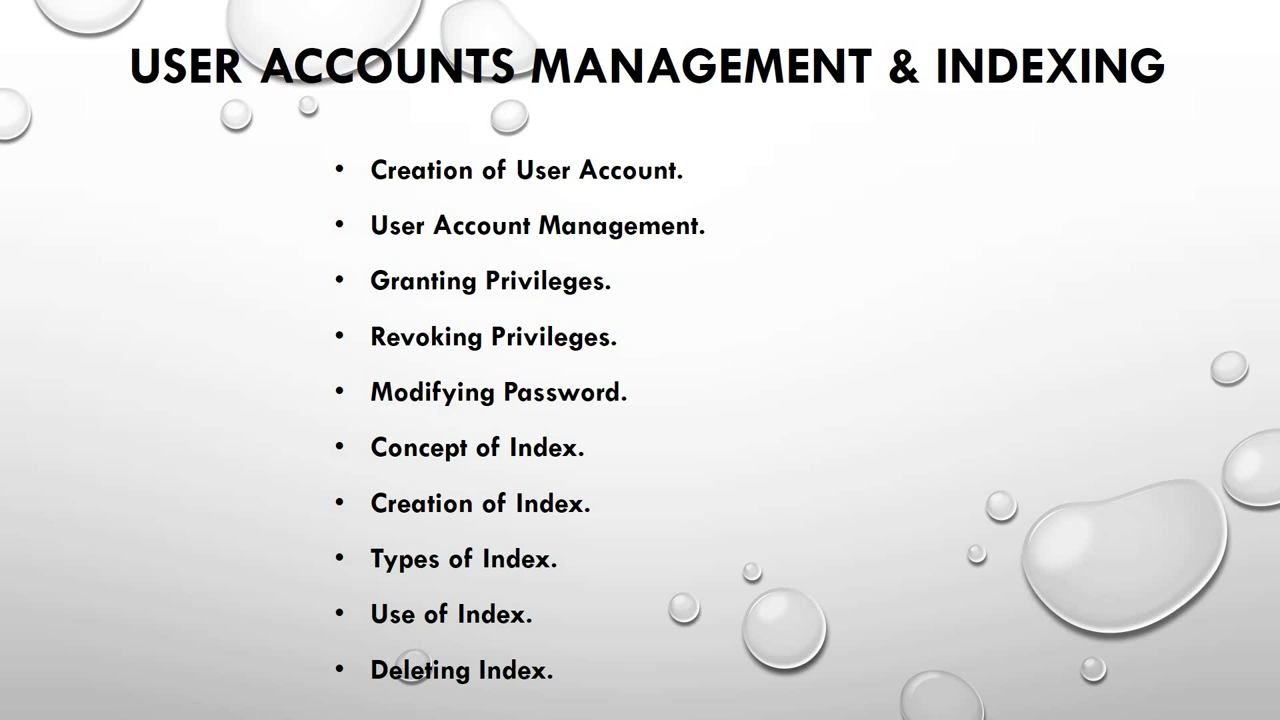 USER ACCOUNTS MANAGEMENT & INDEXING
• Creation of User Account.
• User Account Management.
• Granting Privileges.
• Revoking Privileges.
• Modifying Password.
• Concept of Index.
• Creation of Index.
• Types of Index.
• Use of Index.
• Deleting Index.